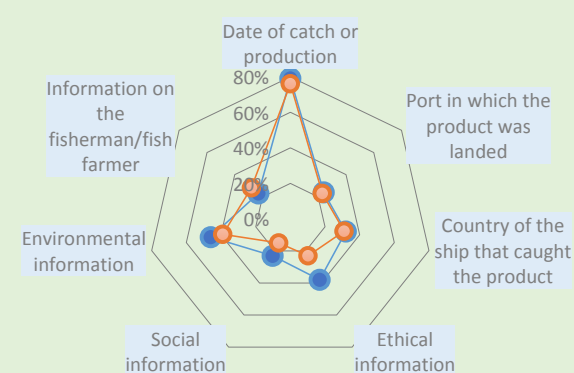 Date of catch or
production
80%
60%
40%
20%
0%
Port in which the
product was
landed
Country of the
ship that caught
the product
Ethical
information
Social
information
Environmental
information
Information on
the
fisherman/fish
farmer